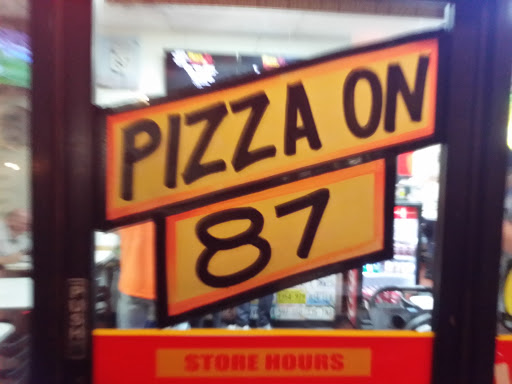 PIZZA ON
87
STORE HOURS